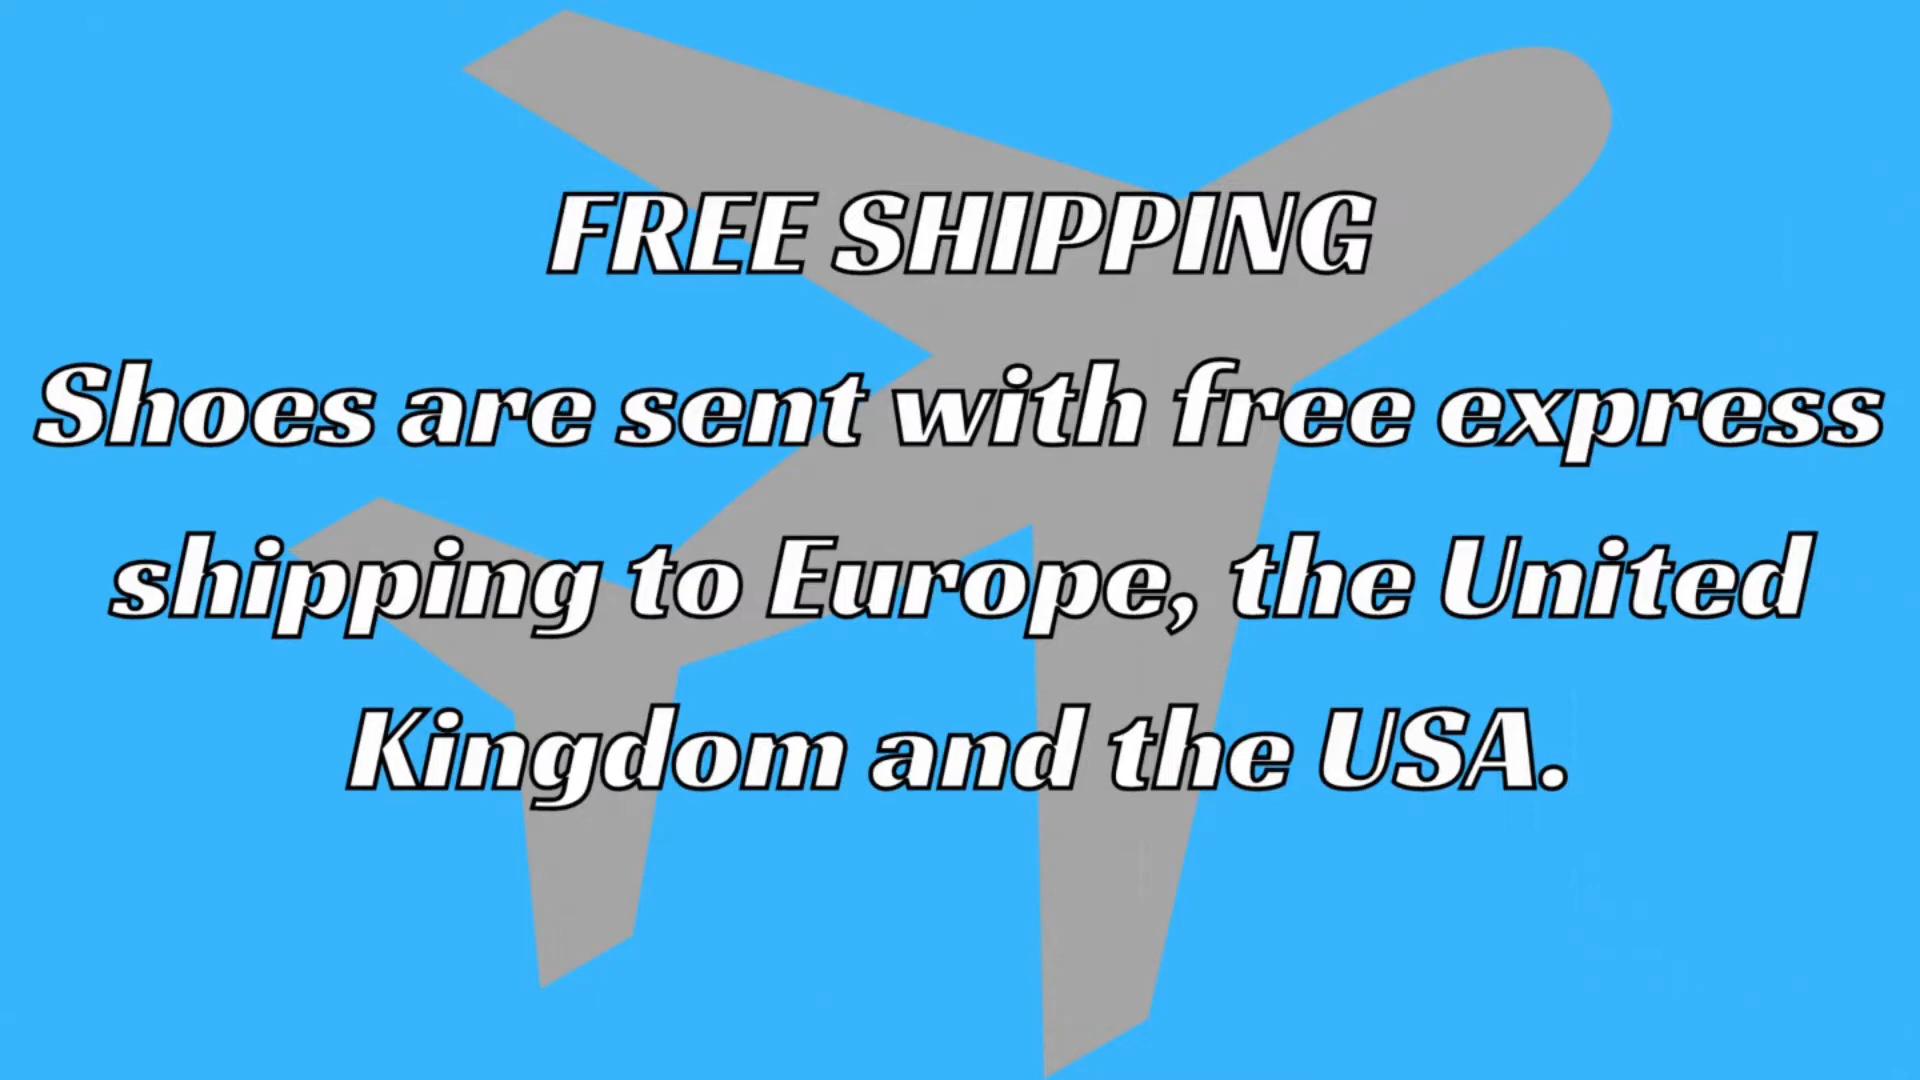 FREE SHIPPING
Shoes are sent with free express
shipping to Europe, the United
Kingdom and the USA.